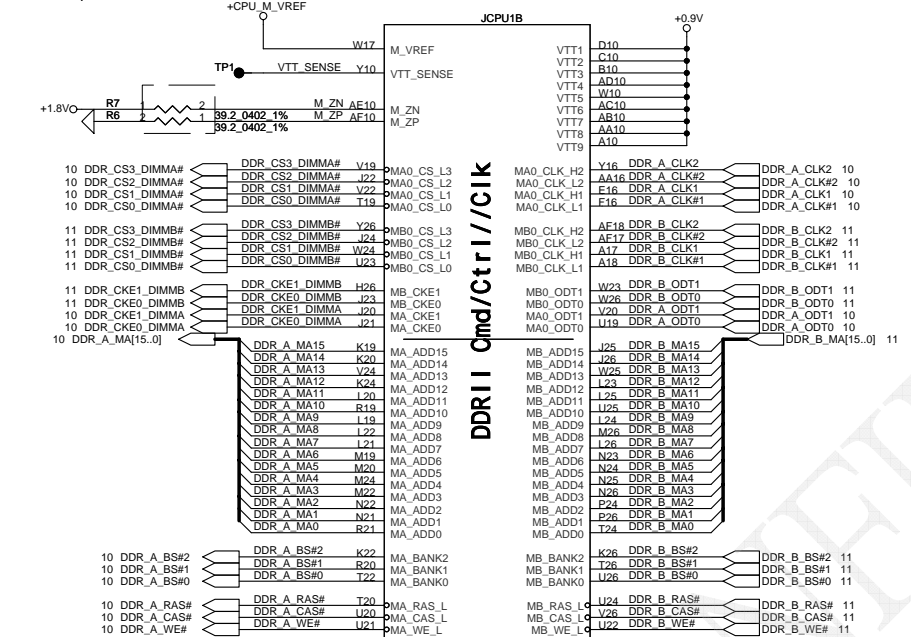 +CPU_M_VREF
JCPU1B
+0.9V
W17 M_VREF VTT1 D10
TP1 VTT_SENSE Y10 VTT_SENSE VTT2 C10
VTT3 B10
VTT4 AD10
VTT5 W10
+1.8V R7 1 2 39.2_0402_1% M_ZN AE10 M_ZN VTT6 AC10
R6 2 1 39.2_0402_1% M_ZP AF10 M_ZP VTT7 AB10
VTT8 AA10
VTT9 A10
DDRII Cmd/Ctrl//Clk
10 DDR_CS3_DIMMA# DDR_CS3_DIMMA# V19 MA0_CS_L3 MA0_CLK_H2 Y16 DDR_A_CLK2 DDR_A_CLK2 10
10 DDR_CS2_DIMMA# DDR_CS2_DIMMA# J22 MA0_CS_L2 MA0_CLK_L2 AA16 DDR_A_CLK#2 DDR_A_CLK#2 10
10 DDR_CS1_DIMMA# DDR_CS1_DIMMA# V22 MA0_CS_L1 MA0_CLK_H1 E16 DDR_A_CLK1 DDR_A_CLK1 10
10 DDR_CS0_DIMMA# DDR_CS0_DIMMA# T19 MA0_CS_L0 MA0_CLK_L1 F16 DDR_A_CLK#1 DDR_A_CLK#1 10
11 DDR_CS3_DIMMB# DDR_CS3_DIMMB# Y26 MB0_CS_L3 MB0_CLK_H2 AF18 DDR_B_CLK2 DDR_B_CLK2 11
11 DDR_CS2_DIMMB# DDR_CS2_DIMMB# J24 MB0_CS_L2 MB0_CLK_L2 AF17 DDR_B_CLK#2 DDR_B_CLK#2 11
11 DDR_CS1_DIMMB# DDR_CS1_DIMMB# W24 MB0_CS_L1 MB0_CLK_H1 A17 DDR_B_CLK1 DDR_B_CLK1 11
11 DDR_CS0_DIMMB# DDR_CS0_DIMMB# U23 MB0_CS_L0 MB0_CLK_L1 A18 DDR_B_CLK#1 DDR_B_CLK#1 11
11 DDR_CKE1_DIMMB DDR_CKE1_DIMMB H26 MB_CKE1 MB0_ODT1 W23 DDR_B_ODT1 DDR_B_ODT1 11
11 DDR_CKE0_DIMMB DDR_CKE0_DIMMB J23 MB_CKE0 MB0_ODT0 W26 DDR_B_ODT0 DDR_B_ODT0 11
10 DDR_CKE1_DIMMA DDR_CKE1_DIMMA J20 MA_CKE1 MA0_ODT1 V20 DDR_A_ODT1 DDR_A_ODT1 10
10 DDR_CKE0_DIMMA DDR_CKE0_DIMMA J21 MA_CKE0 MA0_ODT0 U19 DDR_A_ODT0 DDR_A_ODT0 10
10 DDR_A_MA[15..0] DDR_B_MA[15..0] 11
DDR_A_MA15 K19 MA_ADD15 MB_ADD15 J25 DDR_B_MA15
DDR_A_MA14 K20 MA_ADD14 MB_ADD14 J26 DDR_B_MA14
DDR_A_MA13 V24 MA_ADD13 MB_ADD13 W25 DDR_B_MA13
DDR_A_MA12 K24 MA_ADD12 MB_ADD12 L23 DDR_B_MA12
DDR_A_MA11 L20 MA_ADD11 MB_ADD11 L25 DDR_B_MA11
DDR_A_MA10 R19 MA_ADD10 MB_ADD10 U25 DDR_B_MA10
DDR_A_MA9 L19 MA_ADD9 MB_ADD9 L24 DDR_B_MA9
DDR_A_MA8 L22 MA_ADD8 MB_ADD8 M26 DDR_B_MA8
DDR_A_MA7 L21 MA_ADD7 MB_ADD7 L26 DDR_B_MA7
DDR_A_MA6 M19 MA_ADD6 MB_ADD6 N23 DDR_B_MA6
DDR_A_MA5 M20 MA_ADD5 MB_ADD5 N24 DDR_B_MA5
DDR_A_MA4 M24 MA_ADD4 MB_ADD4 N25 DDR_B_MA4
DDR_A_MA3 M22 MA_ADD3 MB_ADD3 N26 DDR_B_MA3
DDR_A_MA2 N22 MA_ADD2 MB_ADD2 P24 DDR_B_MA2
DDR_A_MA1 N21 MA_ADD1 MB_ADD1 P26 DDR_B_MA1
DDR_A_MA0 R21 MA_ADD0 MB_ADD0 T24 DDR_B_MA0
10 DDR_A_BS#2 DDR_A_BS#2 K22 MA_BANK2 MB_BANK2 K26 DDR_B_BS#2 DDR_B_BS#2 11
10 DDR_A_BS#1 DDR_A_BS#1 R20 MA_BANK1 MB_BANK1 T26 DDR_B_BS#1 DDR_B_BS#1 11
10 DDR_A_BS#0 DDR_A_BS#0 T22 MA_BANK0 MB_BANK0 U26 DDR_B_BS#0 DDR_B_BS#0 11
10 DDR_A_RAS# DDR_A_RAS# T20 MA_RAS_L MB_RAS_L U24 DDR_B_RAS# DDR_B_RAS# 11
10 DDR_A_CAS# DDR_A_CAS# U20 MA_CAS_L MB_CAS_L V26 DDR_B_CAS# DDR_B_CAS# 11
10 DDR_A_WE# DDR_A_WE# U21 MA_WE_L MB_WE_L U22 DDR_B_WE# DDR_B_WE# 11